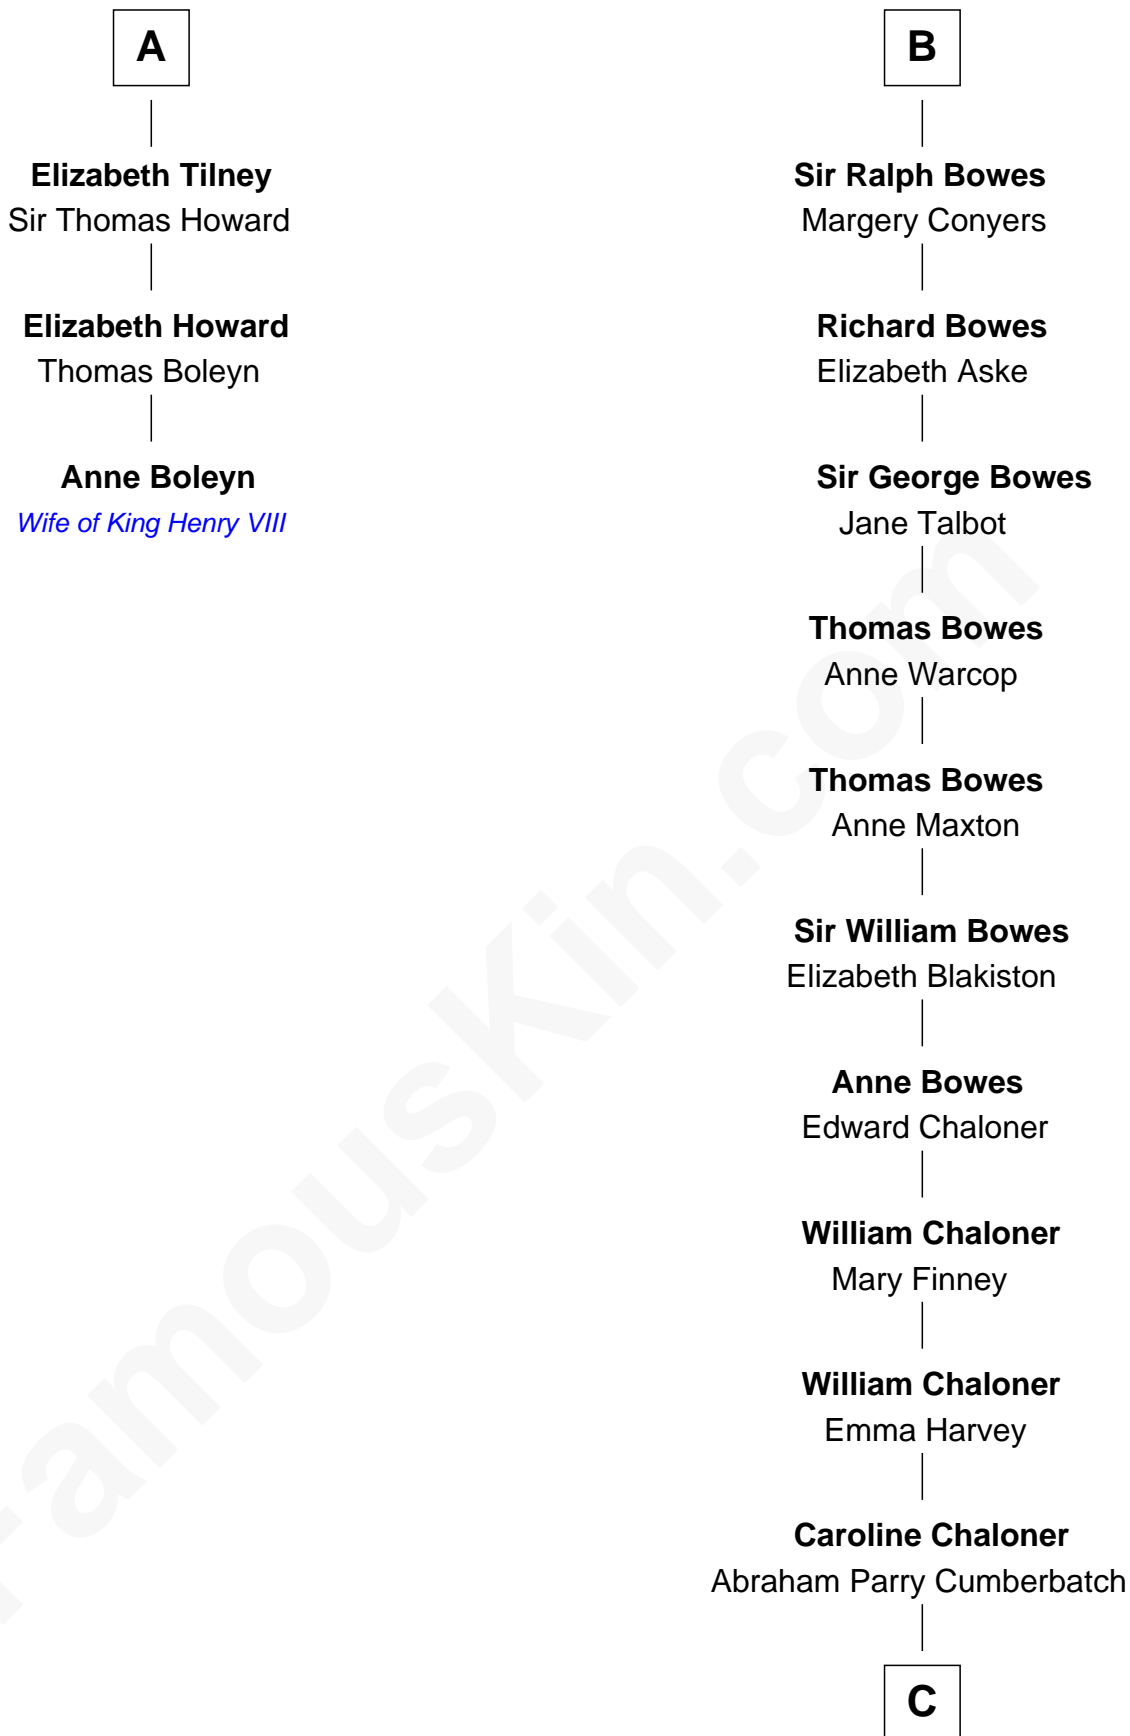 A
Elizabeth Tilney
Sir Thomas Howard
Elizabeth Howard
Thomas Boleyn
Anne Boleyn
Wife of King Henry VIII
B
Sir Ralph Bowes
Margery Conyers
Richard Bowes
Elizabeth Aske
Sir George Bowes
Jane Talbot
Thomas Bowes
Anne Warcop
Thomas Bowes
Anne Maxton
Sir William Bowes
Elizabeth Blakiston
Anne Bowes
Edward Chaloner
William Chaloner
Mary Finney
William Chaloner
Emma Harvey
Caroline Chaloner
Abraham Parry Cumberbatch
C
FamousKin.com